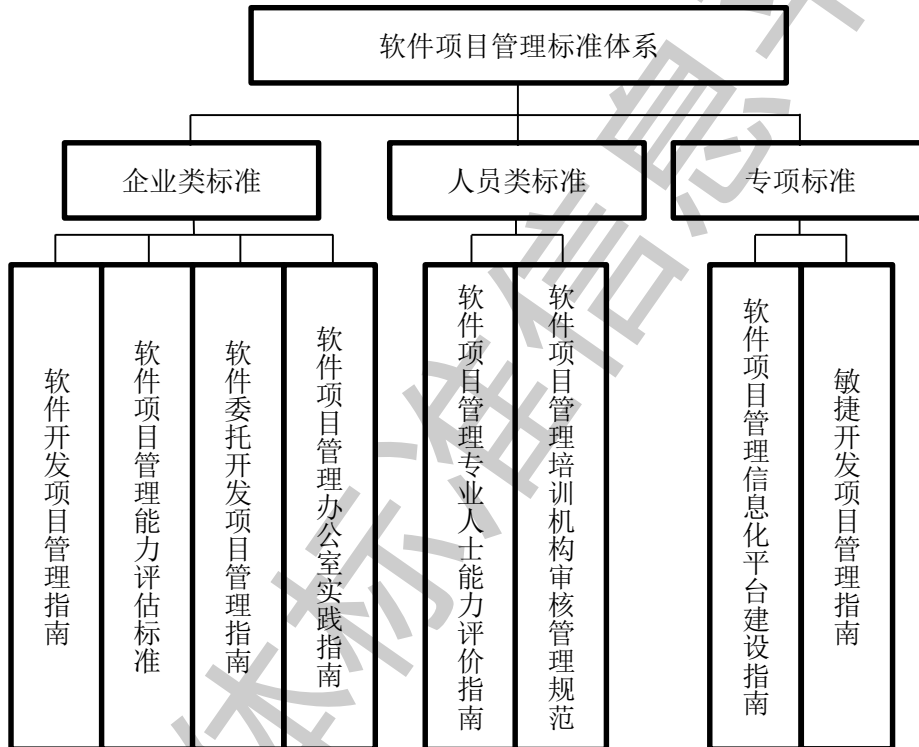 软件项目管理标准体系
企业类标准
人员类标准
专项标准
软件开发项目管理指南
软件项目管理能力评估标准
软件委托开发项目管理指南
软件项目管理办公室实践指南
软件项目管理专业人士能力评价指南
软件项目管理培训机构审核管理规范
软件项目管理信息化平台建设指南
敏捷开发项目管理指南
体标准信息